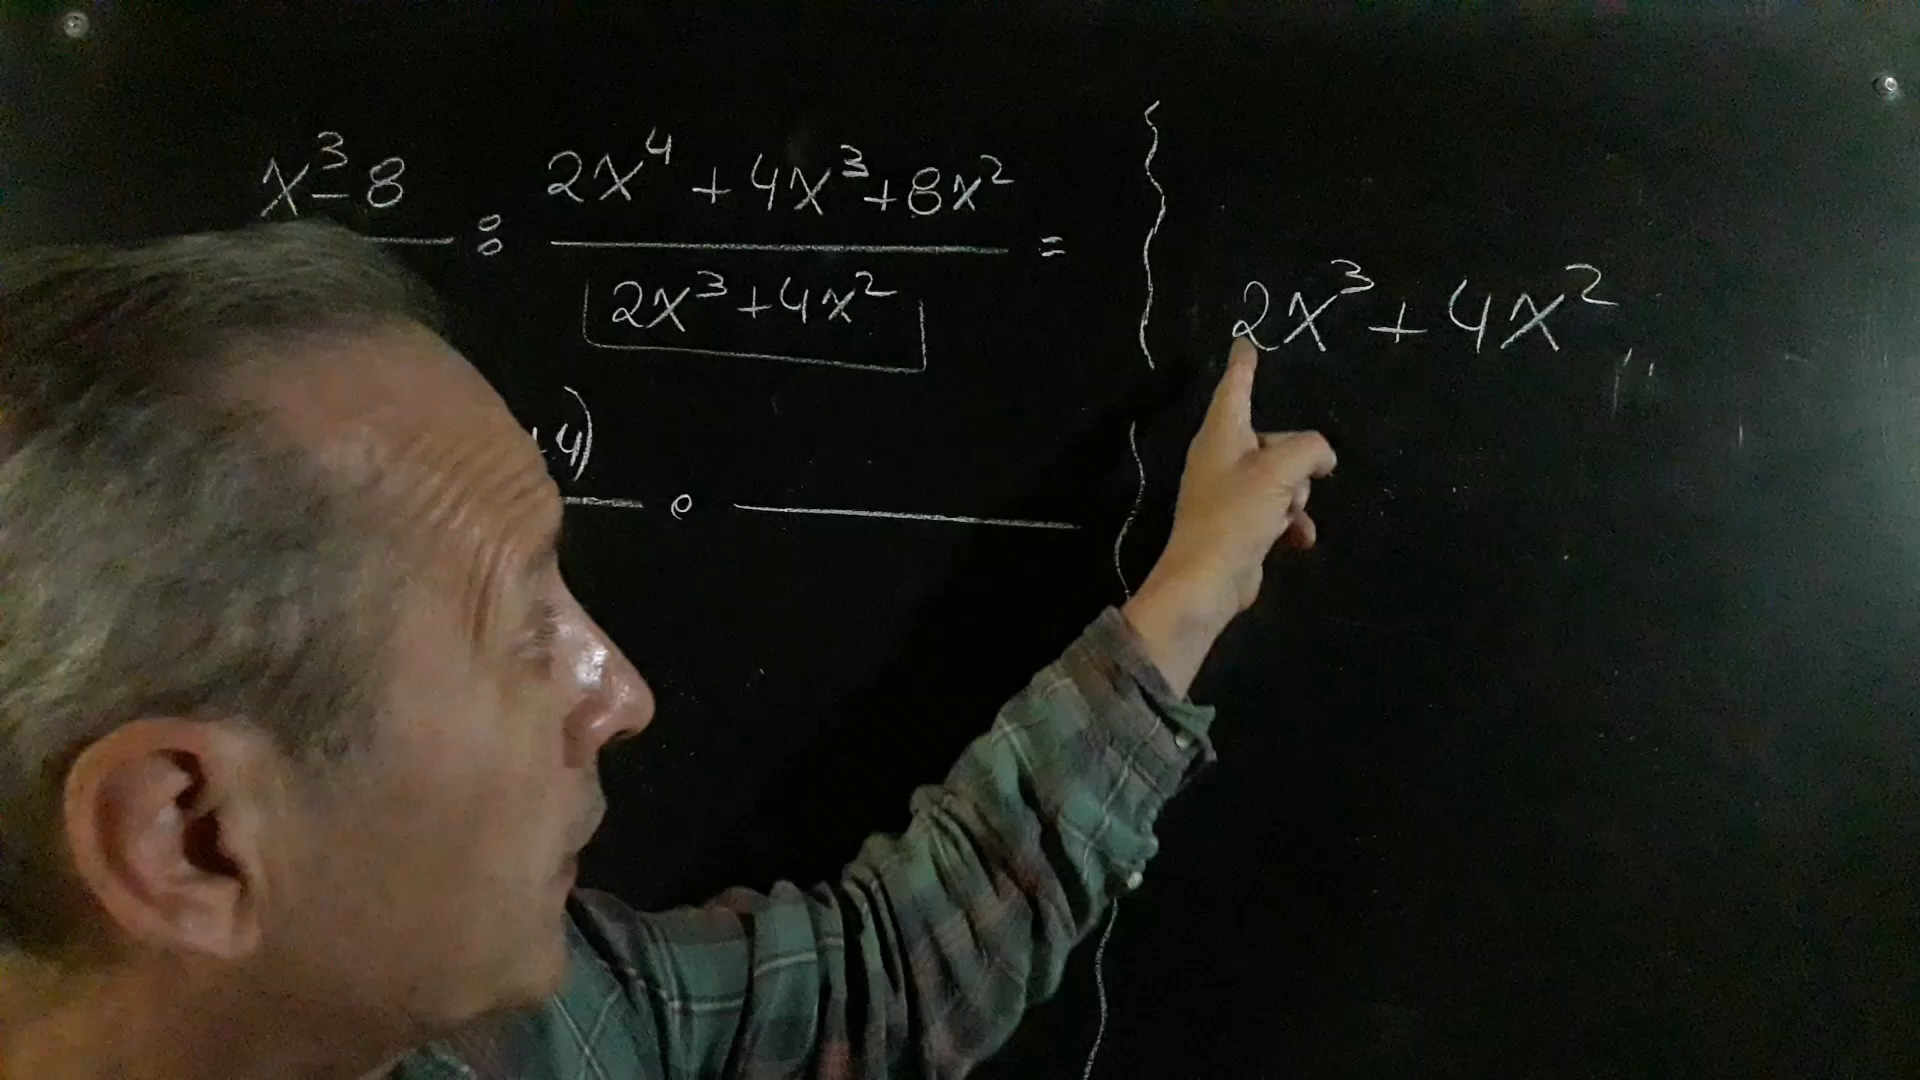 x³-8 : 2x⁴ + 4x³ + 8x² =
2x³ + 4x²
+4)
2x³ + 4x²